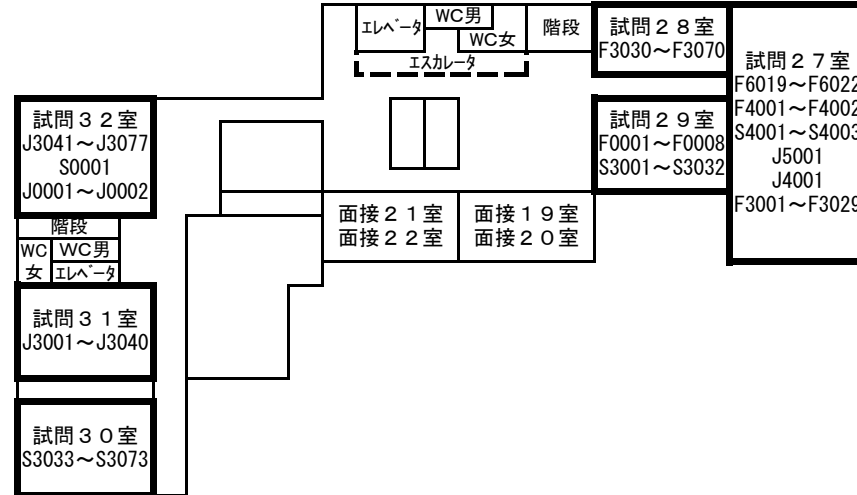 エレベータ
WC男
WC女
階段
エスカレータ
試問２８室
F3030～F3070
試問２７室
F6019～F6022
F4001～F4002
S4001～S4003
J5001
J4001
F3001～F3029
試問３２室
J3041～J3077
S0001
J0001～J0002
試問２９室
F0001～F0008
S3001～S3032
面接２１室
面接２２室
面接１９室
面接２０室
階段
WC
女
WC男
エレベータ
試問３１室
J3001～J3040
試問３０室
S3033～S3073